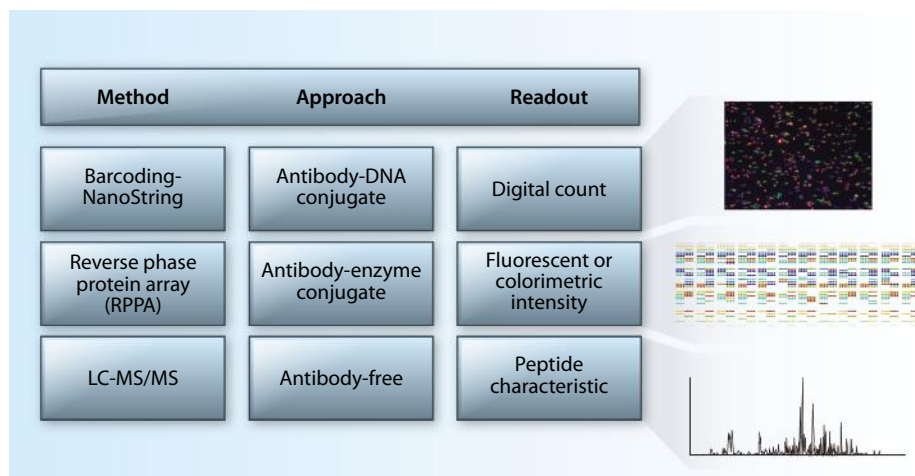 Method
Approach
Readout
Barcoding-
NanoString
Antibody-DNA
conjugate
Digital count
Reverse phase
protein array
(RPPA)
Antibody-enzyme
conjugate
Fluorescent or
colorimetric
intensity
LC-MS/MS
Antibody-free
Peptide
characteristic